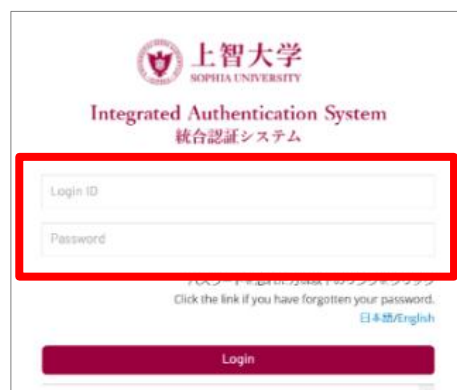 上智大学
SOPHIA UNIVERSITY
Integrated Authentication System
統合認証システム
Login ID
Password
Click the link if you have forgotten your password.
日本語/English
Login